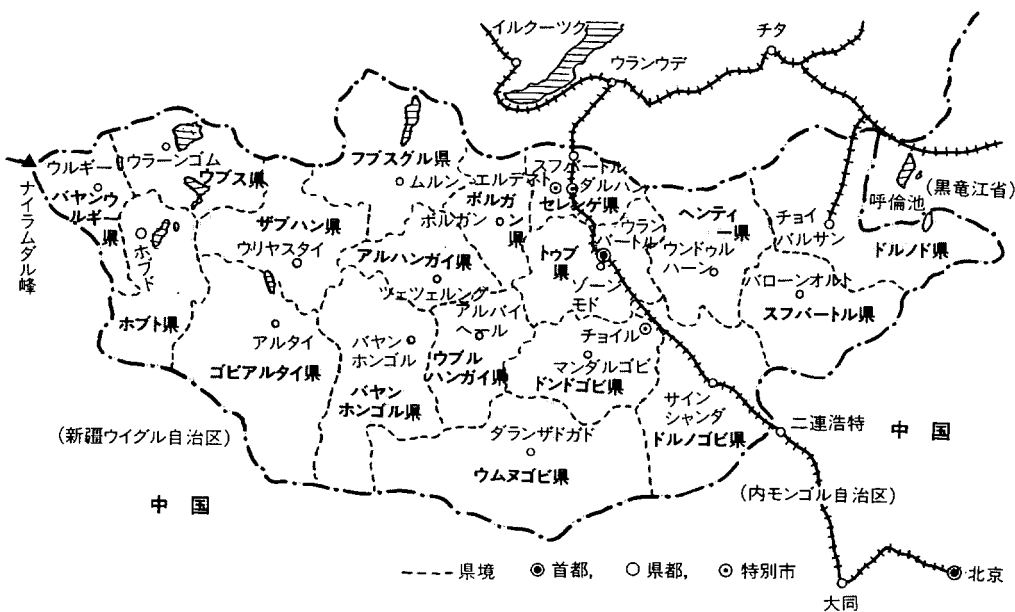 イルクーツク
チタ
ウランウデ
フブスグル県
ムルン
ウルギー
ウラーンゴム
ウブス県
バヤンウ
ルギー
県
ナイラムダル峰
ホブド
ホブト県
ザブハン県
ウリヤスタイ
エルデネト
ボルガ
ン
県
ボルガン
スフバートル
ダルハン
セレンゲ県
アルハンガイ県
ツェツェルレング
トゥブ
県
ウラン
バートル
ゾーン
モド
ヘンティ
ー県
ウンドゥル
ハーン
チョイ
バルサン
呼倫池
(黒竜江省)
ドルノド県
バローンオルト
スフバートル県
アルタイ
ゴビアルタイ県
バヤン
ホンゴル
バヤン
ホンゴル県
アルバイ
ヘール
ウブル
ハンガイ県
チョイル
マンダルゴビ
ドンドゴビ県
サイン
シャンダ
ドルノゴビ県
ダランザドガド
ウムヌゴビ県
二連浩特
中国
(新疆ウイグル自治区)
中国
(内モンゴル自治区)
県境
首都,
県都,
特別市
北京
大同